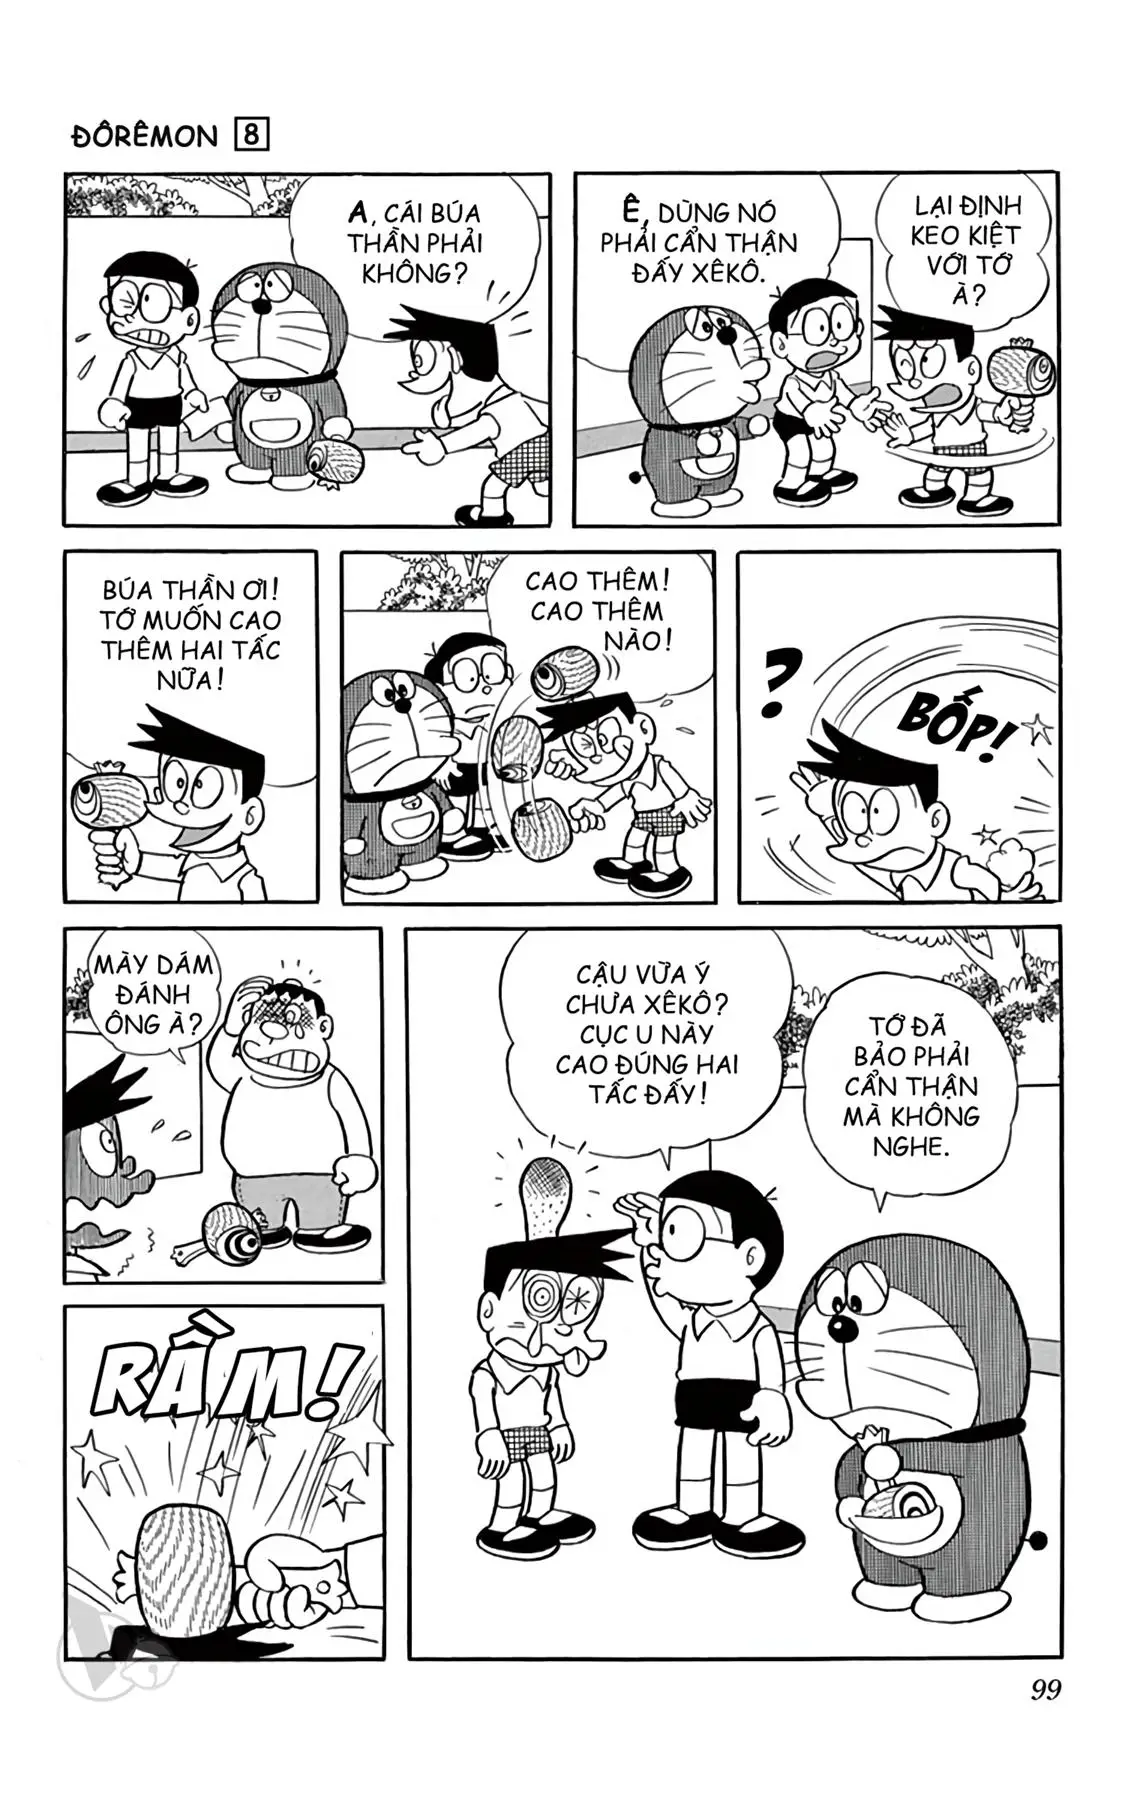 ĐÔRÊMON 8
A, CÁI BÚA
THẦN PHẢI
KHÔNG?
Ê, DÙNG NÓ
PHẢI CẨN THẬN
ĐẤY XÊKÔ.
LẠI ĐỊNH
KEO KIỆT
VỚI TỚ
À?
BÚA THẦN ƠI!
TỚ MUỐN CAO
THÊM HAI TẤC
NỮA!
CAO THÊM!
CAO THÊM
NÀO!
?
BỐP!
MÀY DÁM
ĐÁNH
ÔNG À?
RẦM!
CẬU VỪA Ý
CHƯA XÊKÔ?
CỤC U NÀY
CAO ĐÚNG HAI
TẤC ĐẤY!
TỚ ĐÃ
BẢO PHẢI
CẨN THẬN
MÀ KHÔNG
NGHE.
99